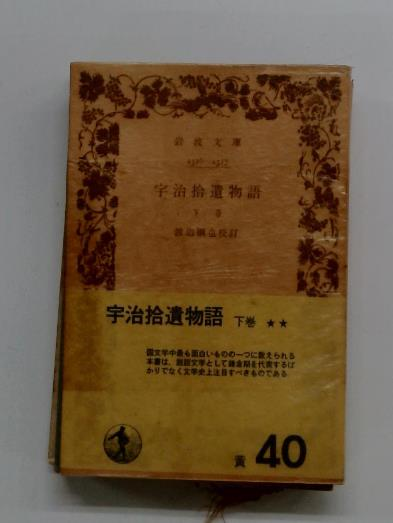 岩波文庫
宇治拾遺物語
下巻
渡辺綱也校訂
宇治拾遺物語 下巻 ★★
国文学中最も面白いものの一つに数えられる
本書は、説話文学として鎌倉期を代表するば
かりでなく文学史上注目すべきものである。
黄 40